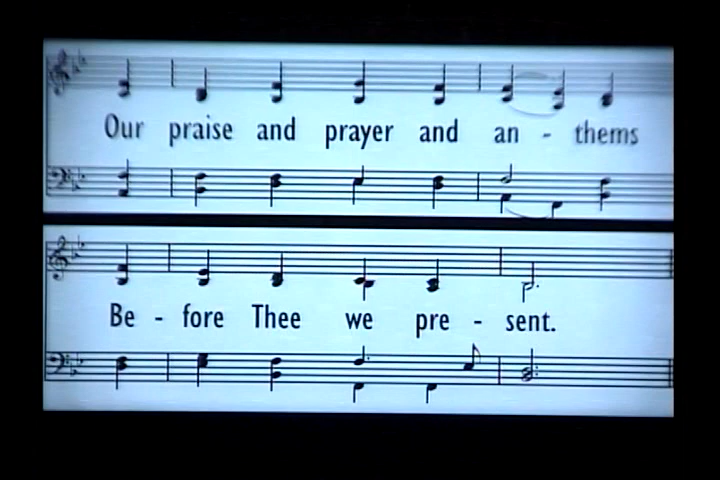 Our praise and prayer and an - thems
Be - fore Thee we pre - sent.